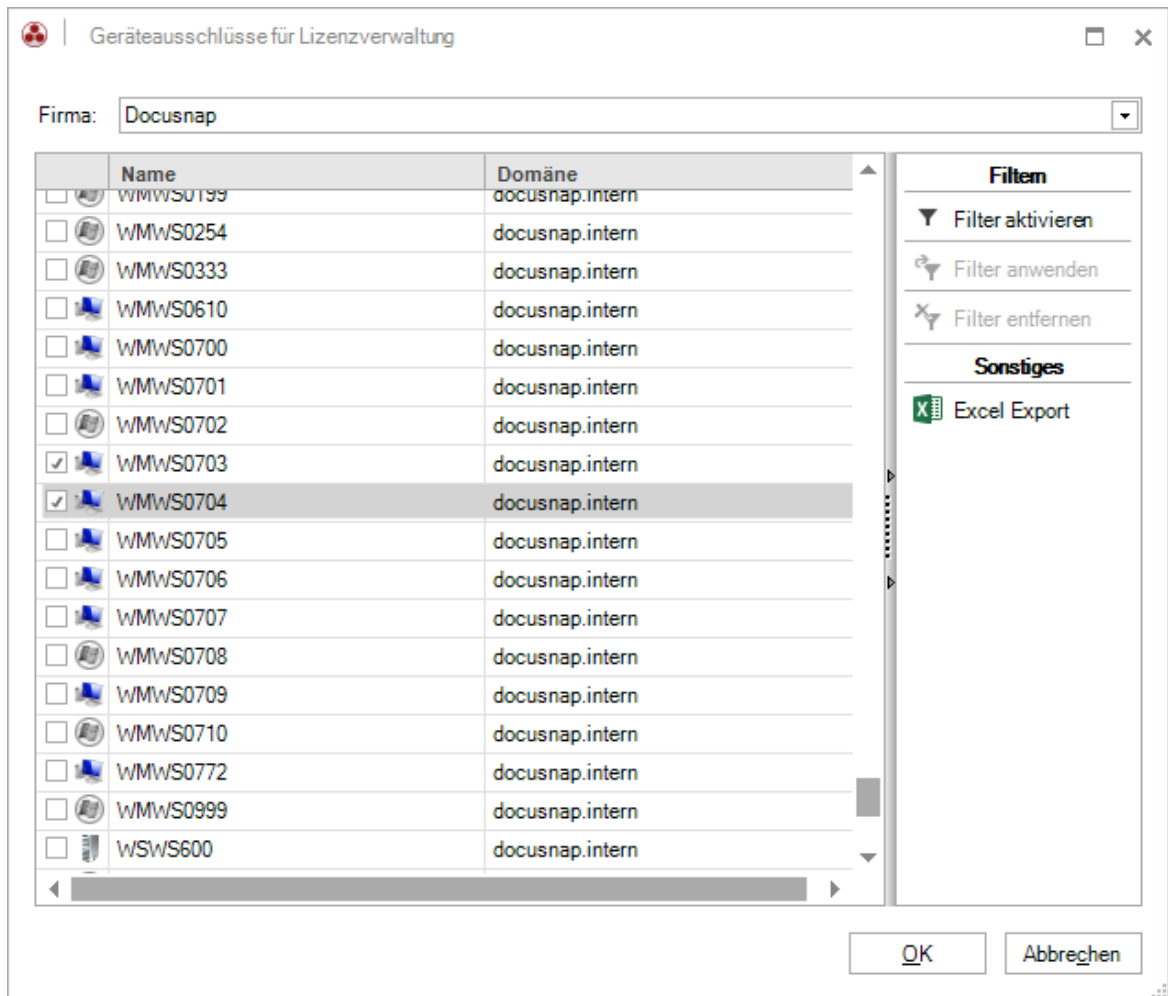 Geräteausschlüsse für Lizenzverwaltung
Firma: Docusnap
Name Domäne
WMWS0199 docusnap.intern
WMWS0254 docusnap.intern
WMWS0333 docusnap.intern
WMWS0610 docusnap.intern
WMWS0700 docusnap.intern
WMWS0701 docusnap.intern
WMWS0702 docusnap.intern
WMWS0703 docusnap.intern
WMWS0704 docusnap.intern
WMWS0705 docusnap.intern
WMWS0706 docusnap.intern
WMWS0707 docusnap.intern
WMWS0708 docusnap.intern
WMWS0709 docusnap.intern
WMWS0710 docusnap.intern
WMWS0772 docusnap.intern
WMWS0999 docusnap.intern
WSWS600 docusnap.intern
Filtern
Filter aktivieren
Filter anwenden
Filter entfernen
Sonstiges
Excel Export
OK
Abbrechen